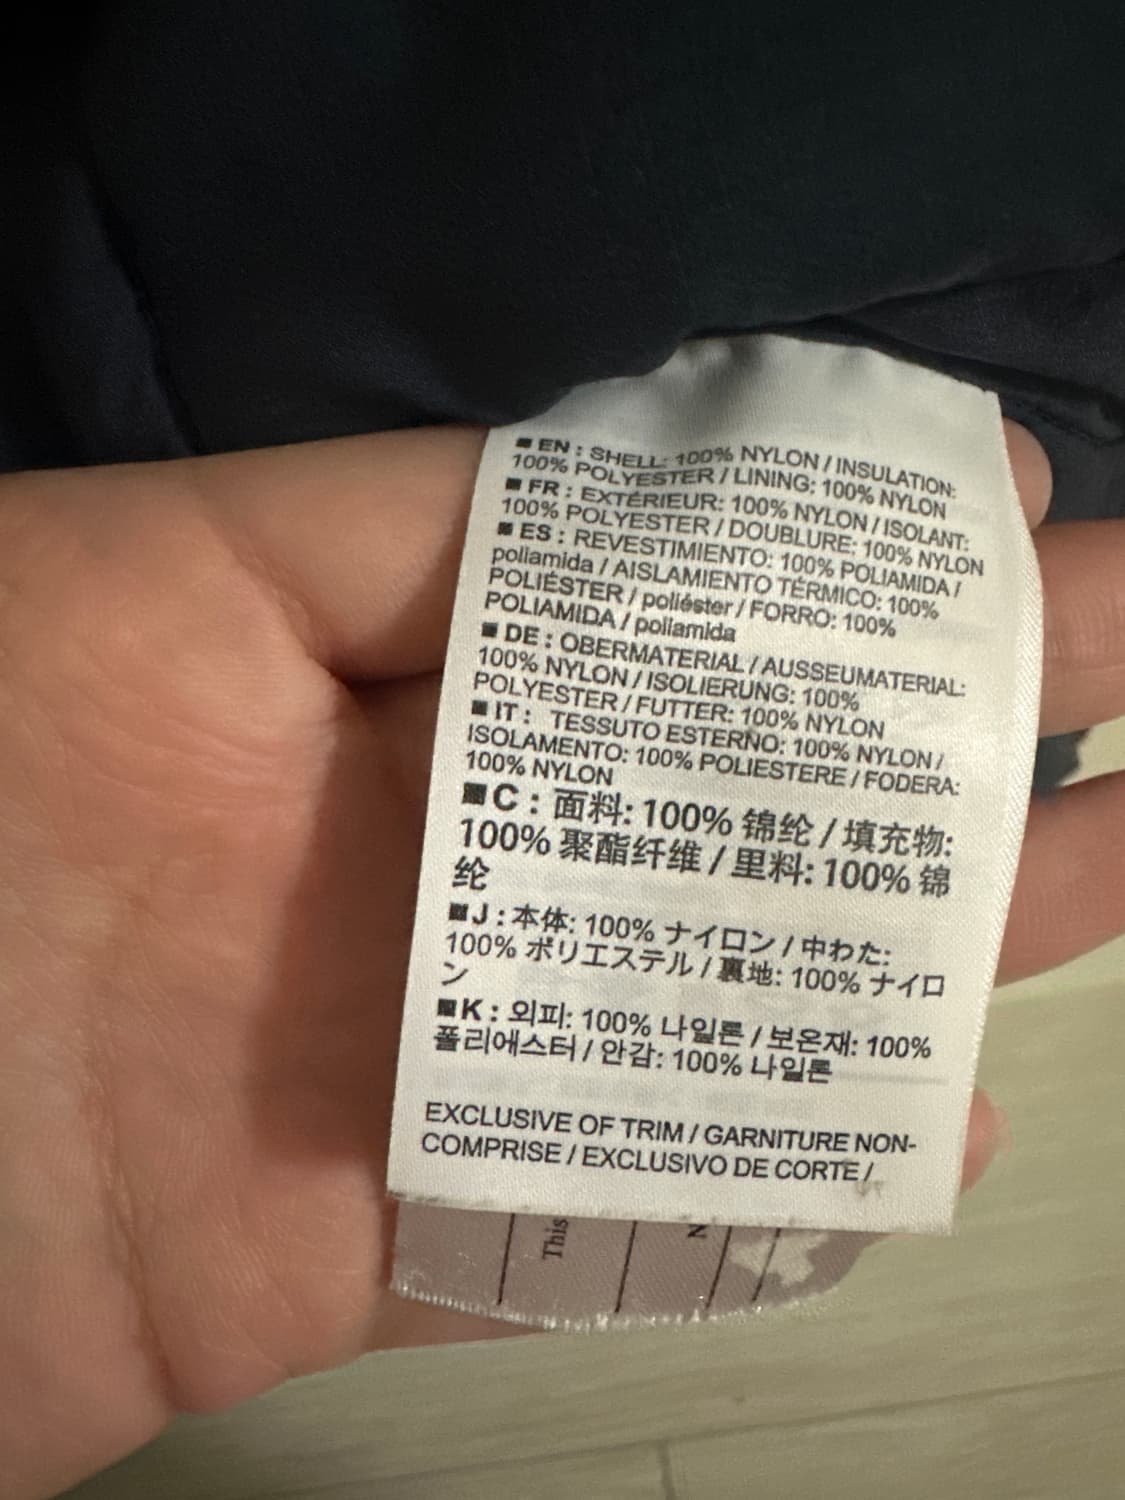 ■ EN : SHELL: 100% NYLON / INSULATION:
100% POLYESTER / LINING: 100% NYLON
■ FR : EXTÉRIEUR: 100% NYLON / ISOLANT:
100% POLYESTER / DOUBLURE: 100% NYLON
■ ES : REVESTIMIENTO: 100% POLIAMIDA /
poliamida / AISLAMIENTO TÉRMICO: 100%
POLIÉSTER / poliéster / FORRO: 100%
POLIAMIDA / poliamida
■ DE : OBERMATERIAL / AUSSEUMATERIAL:
100% NYLON / ISOLIERUNG: 100%
POLYESTER / FUTTER: 100% NYLON
■ IT : TESSUTO ESTERNO: 100% NYLON /
ISOLAMENTO: 100% POLIESTERE / FODERA:
100% NYLON
■ C : 面料: 100% 锦纶 / 填充物:
100% 聚酯纤维 / 里料: 100% 锦
纶
■ J : 本体: 100% ナイロン / 中わた:
100% ポリエステル / 裏地: 100% ナイロ
ン
■ K : 외피: 100% 나일론 / 보온재: 100%
폴리에스터 / 안감: 100% 나일론
EXCLUSIVE OF TRIM / GARNITURE NON-
COMPRISE / EXCLUSIVO DE CORTE /
This
N